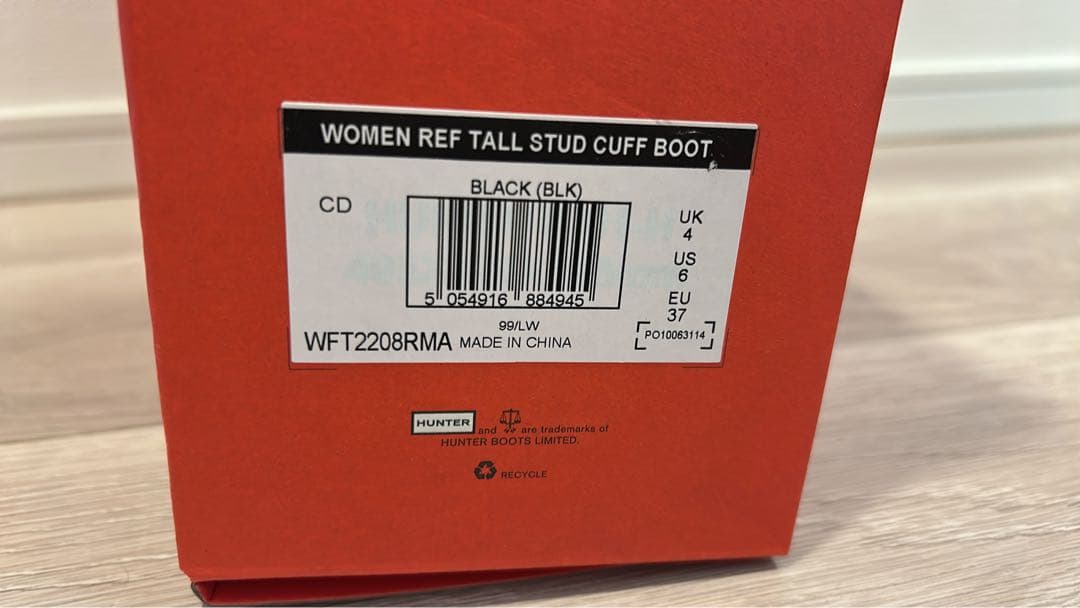 WOMEN REF TALL STUD CUFF BOOT
BLACK (BLK)
CD
5 054916 884945
UK
4
US
6
EU
37
99/LW
WFT2208RMA MADE IN CHINA
PO10063114
HUNTER and are trademarks of
HUNTER BOOTS LIMITED.
RECYCLE